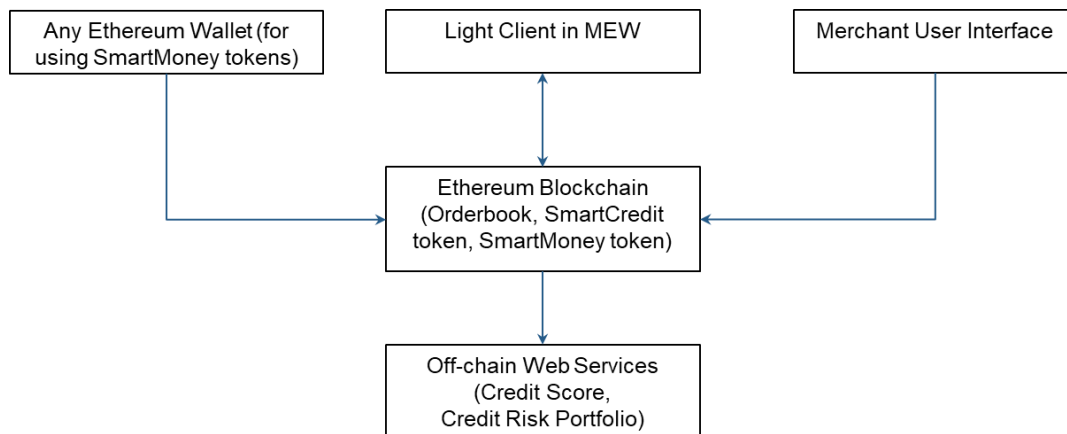 Any Ethereum Wallet (for
using SmartMoney tokens)
Light Client in MEW
Merchant User Interface
Ethereum Blockchain
(Orderbook, SmartCredit
token, SmartMoney token)
Off-chain Web Services
(Credit Score,
Credit Risk Portfolio)